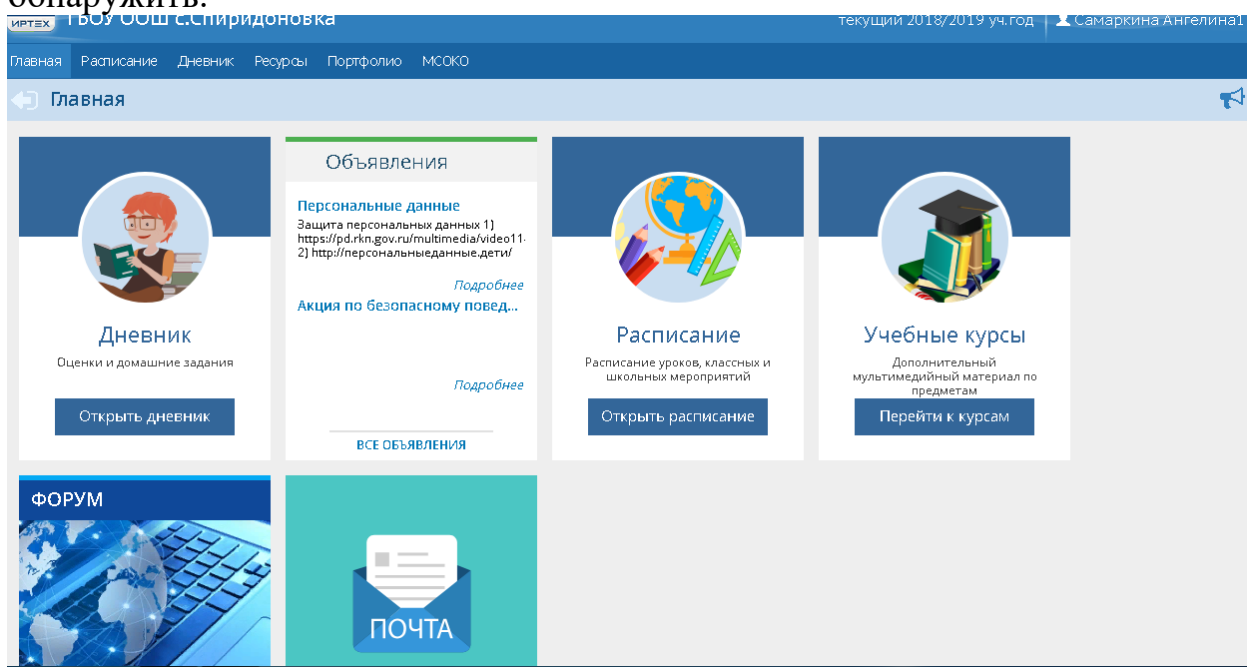 обнаружить.
ИРТЕХ ГБОУ ООШ с.Спиридоновка
текущий 2018/2019 уч.год Самаркина Ангелина1
Главная Расписание Дневник Ресурсы Портфолио МСОКО
Главная
Дневник
Оценки и домашние задания
Открыть дневник
Объявления
Персональные данные
Защита персональных данных 1)
https://pd.rkn.gov.ru/multimedia/video11
2) http://персональныеданные.дети/
Подробнее
Акция по безопасному повед...
Подробнее
ВСЕ ОБЪЯВЛЕНИЯ
Расписание
Расписание уроков, классных и
школьных мероприятий
Открыть расписание
Учебные курсы
Дополнительный
мультимедийный материал по
предметам
Перейти к курсам
ФОРУМ
ПОЧТА